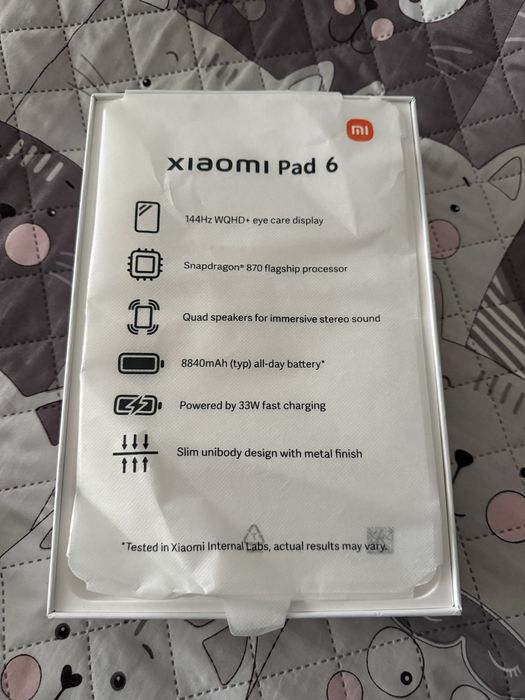 mi
xiaomi Pad 6
144Hz WQHD+ eye care display
Snapdragon® 870 flagship processor
Quad speakers for immersive stereo sound
8840mAh (typ) all-day battery*
Powered by 33W fast charging
Slim unibody design with metal finish
*Tested in Xiaomi Internal Labs, actual results may vary.